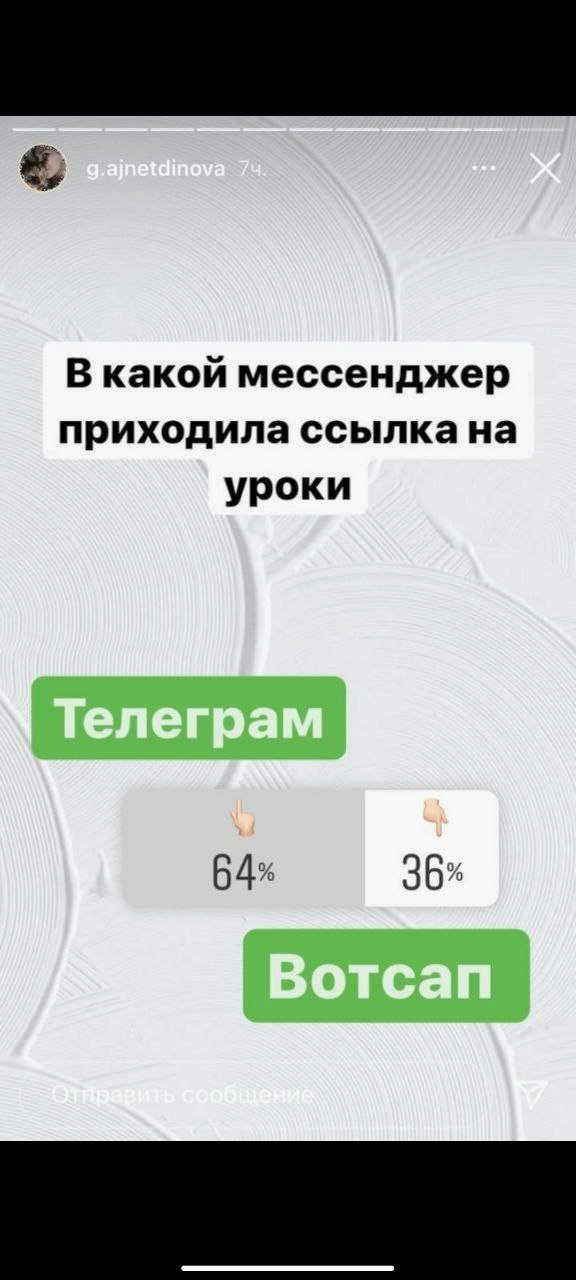 g.ajnetdinova 7ч.
В какой мессенджер
приходила ссылка на
уроки
Телеграм
64% 36%
Вотсап
Отправить сообщение